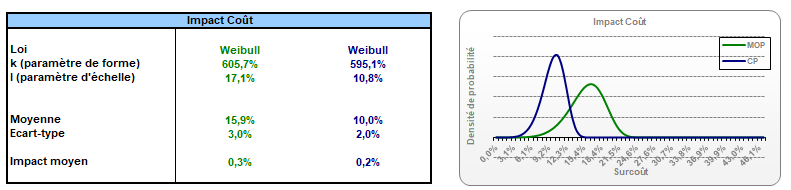 Impact Coût
Loi Weibull Weibull
k (paramètre de forme) 605,7% 595,1%
l (paramètre d'échelle) 17,1% 10,8%
Moyenne 15,9% 10,0%
Ecart-type 3,0% 2,0%
Impact moyen 0,3% 0,2%
Impact Coût
MOP
CP
Densité de probabilité
0,0% 3,1% 6,1% 9,2% 12,3% 15,4% 18,4% 21,5% 24,6% 27,6% 30,7% 33,8% 36,9% 39,9% 43,0% 46,1%
Surcoût